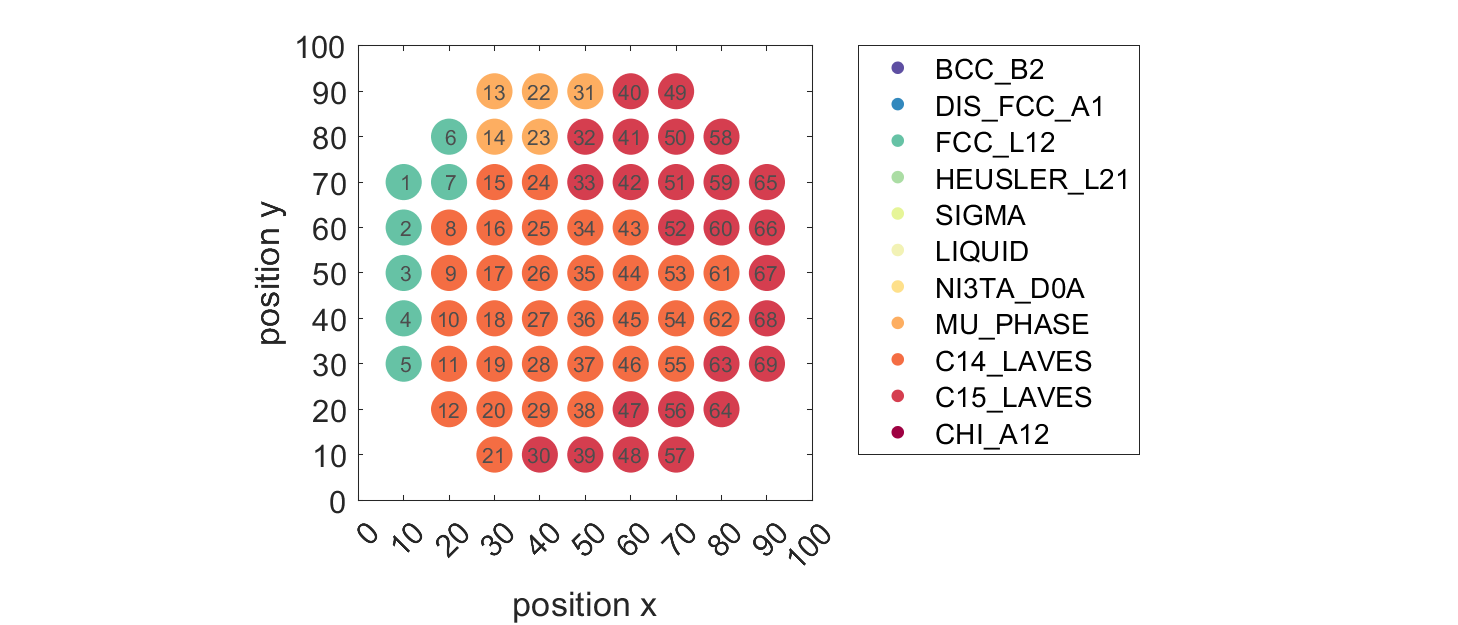 100
90
80
70
60
50
40
30
20
10
0
position y
13 22 31 40 49
6 14 23 32 41 50 58
1 7 15 24 33 42 51 59 65
2 8 16 25 34 43 52 60 66
3 9 17 26 35 44 53 61 67
4 10 18 27 36 45 54 62 68
5 11 19 28 37 46 55 63 69
12 20 29 38 47 56 64
21 30 39 48 57
0 10 20 30 40 50 60 70 80 90 100
position x
BCC_B2
DIS_FCC_A1
FCC_L12
HEUSLER_L21
SIGMA
LIQUID
NI3TA_D0A
MU_PHASE
C14_LAVES
C15_LAVES
CHI_A12